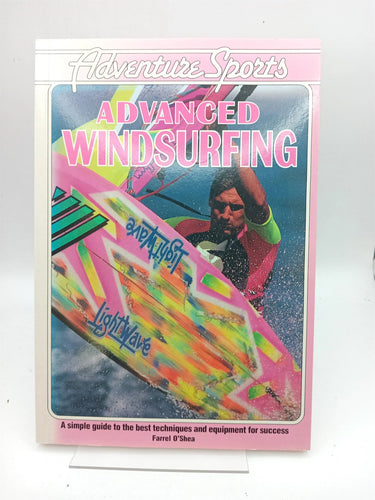 Adventure Sports
ADVANCED
WINDSURFING
LightWave
LightWave
A simple guide to the best techniques and equipment for success
Farrel O'Shea